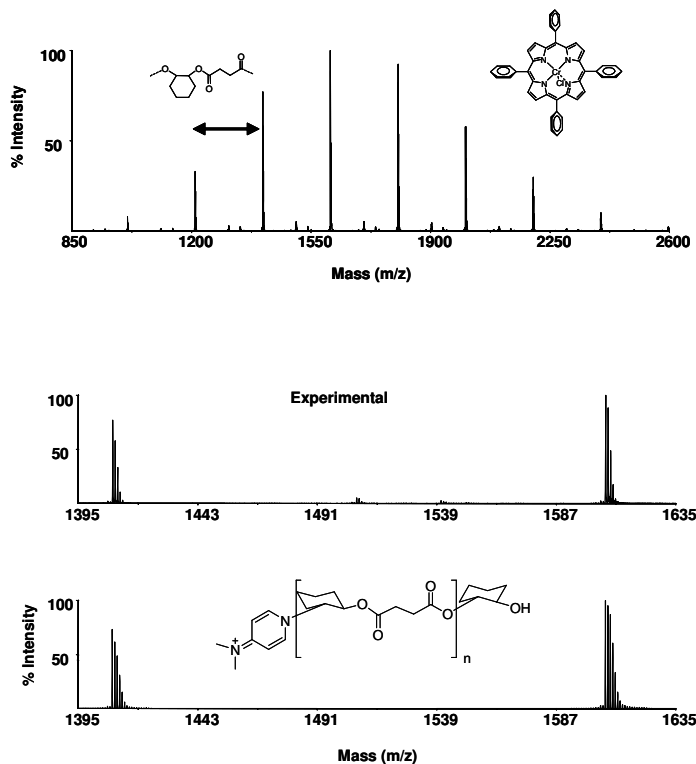 100
50
% Intensity
O
O
O
O
N
N
Cr
Cl
N
N
850 1200 1550 1900 2250 2600
Mass (m/z)
Experimental
100
50
1395 1443 1491 1539 1587 1635
100
50
% Intensity
N
+
N
O
O
O
O
OH
n
1395 1443 1491 1539 1587 1635
Mass (m/z)